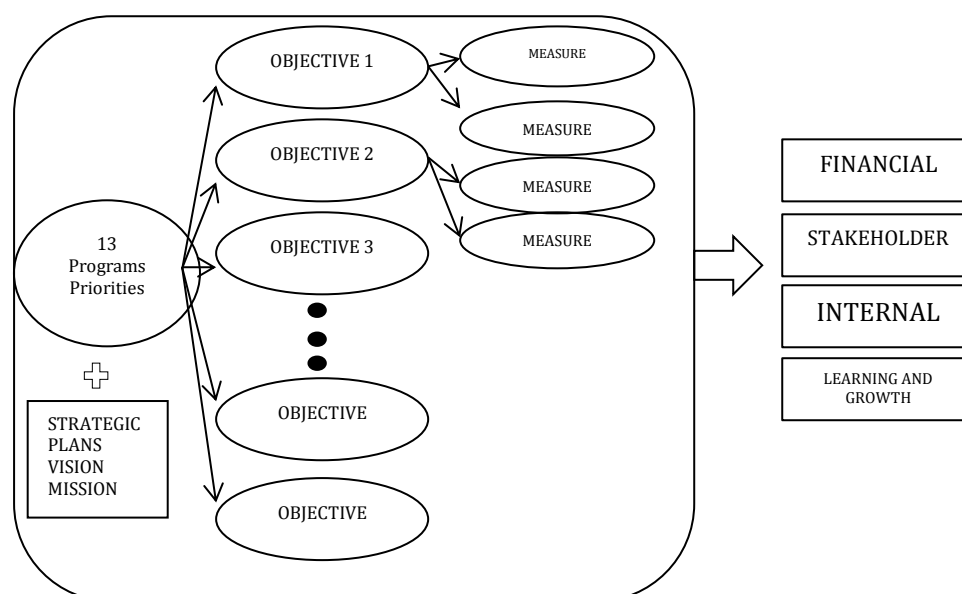 OBJECTIVE 1
MEASURE
MEASURE
OBJECTIVE 2
MEASURE
MEASURE
OBJECTIVE 3
13
Programs
Priorities
OBJECTIVE
OBJECTIVE
STRATEGIC
PLANS
VISION
MISSION
FINANCIAL
STAKEHOLDER
INTERNAL
LEARNING AND
GROWTH